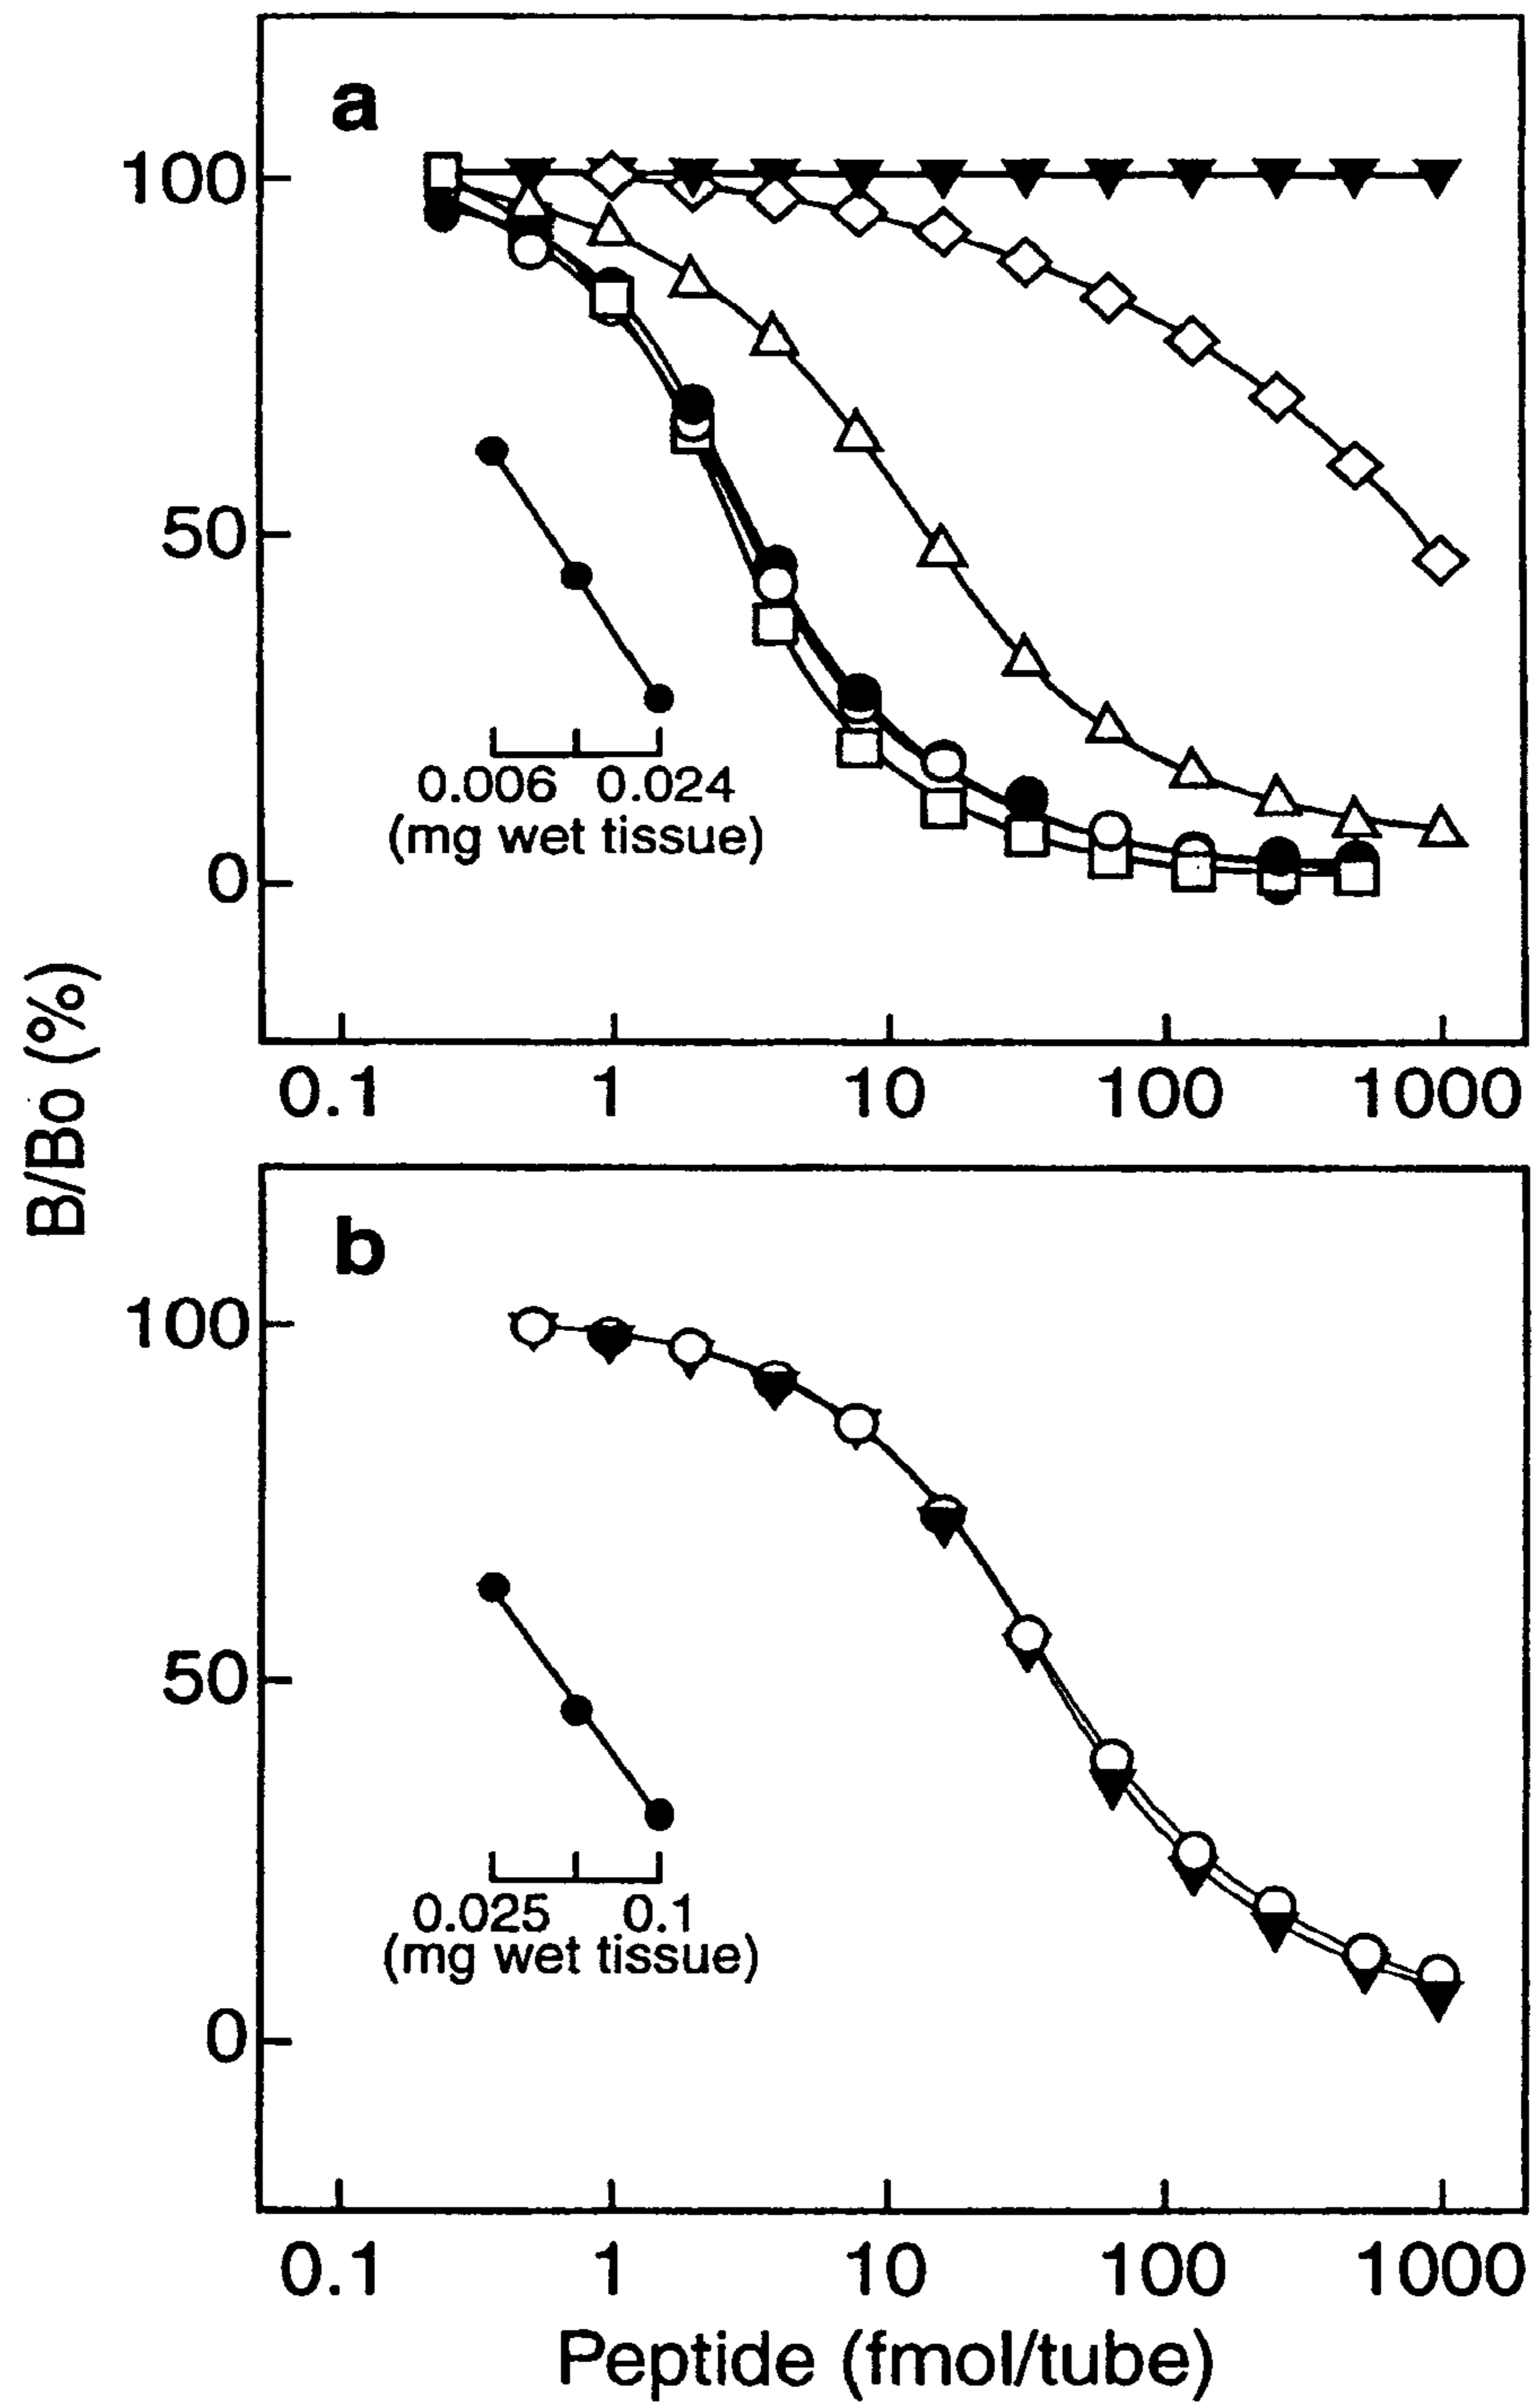 a
100
50
0
0.006 0.024
(mg wet tissue)
0.1 1 10 100 1000
B/Bo (%)
b
100
50
0
0.025 0.1
(mg wet tissue)
0.1 1 10 100 1000
Peptide (fmol/tube)